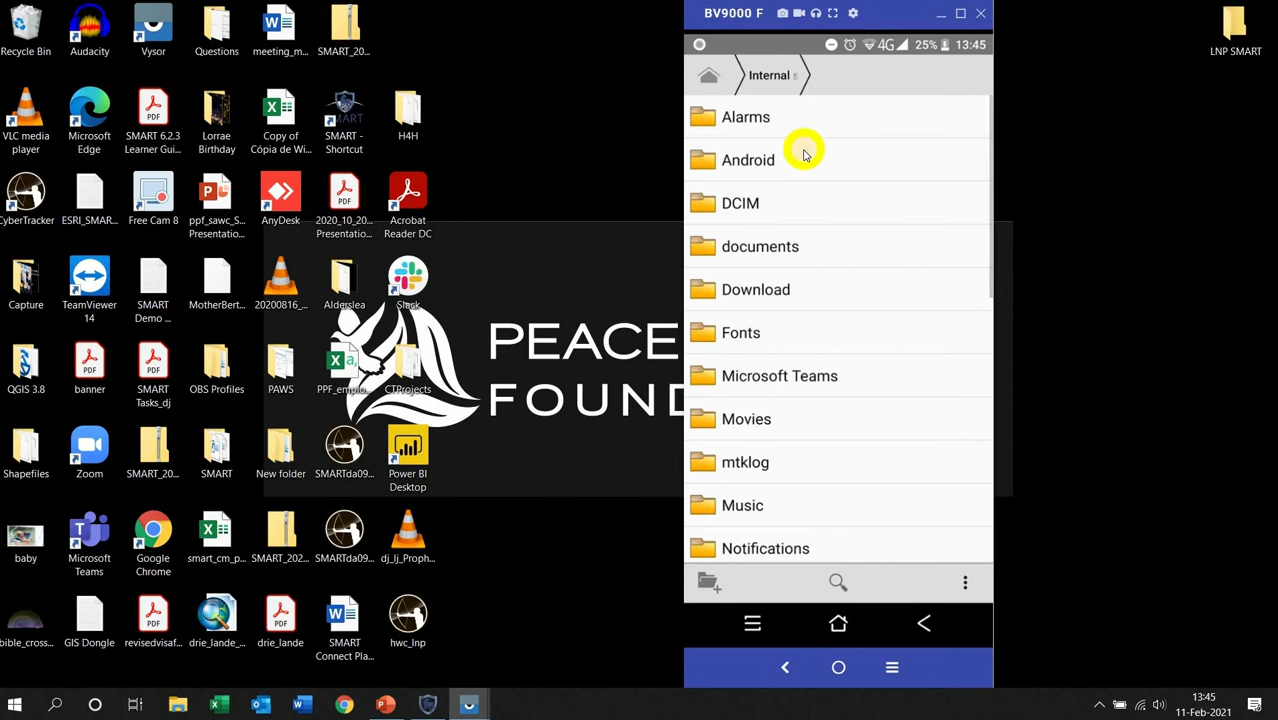 Recycle Bin
Audacity
Vysor
Questions
meeting_m...
SMART_20...
VLC media
player
Microsoft
Edge
SMART 6.2.3
Learner Gui...
Lorrae
Birthday
Copy of
Cópia de Wi...
SMART -
Shortcut
H4H
CyberTracker
ESRI_SMAR...
Free Cam 8
ppf_sawc_S...
Presentatio...
AnyDesk
2020_10_20...
Presentatio...
Acrobat
Reader DC
Capture
TeamViewer
14
SMART
Demo ...
MotherBert...
20200816_...
Alderslea
Slack
QGIS 3.8
banner
SMART
Tasks_dj
OBS Profiles
PAWS
PPF_emplo...
CTProjects
Shapefiles
Zoom
SMART_20...
SMART
New folder
SMARTda09...
Power BI
Desktop
baby
Microsoft
Teams
Google
Chrome
smart_cm_p...
SMART_202...
SMARTda09...
dj_lj_Proph...
bible_cross...
GIS Dongle
revisedvisaf...
drie_lande_...
drie_lande
SMART
Connect Pla...
hwc_lnp
PEACE
FOUND
BV9000 F
4G 25% 13:45
Internal s
Alarms
Android
DCIM
documents
Download
Fonts
Microsoft Teams
Movies
mtklog
Music
Notifications
LNP SMART
13:45
11-Feb-2021